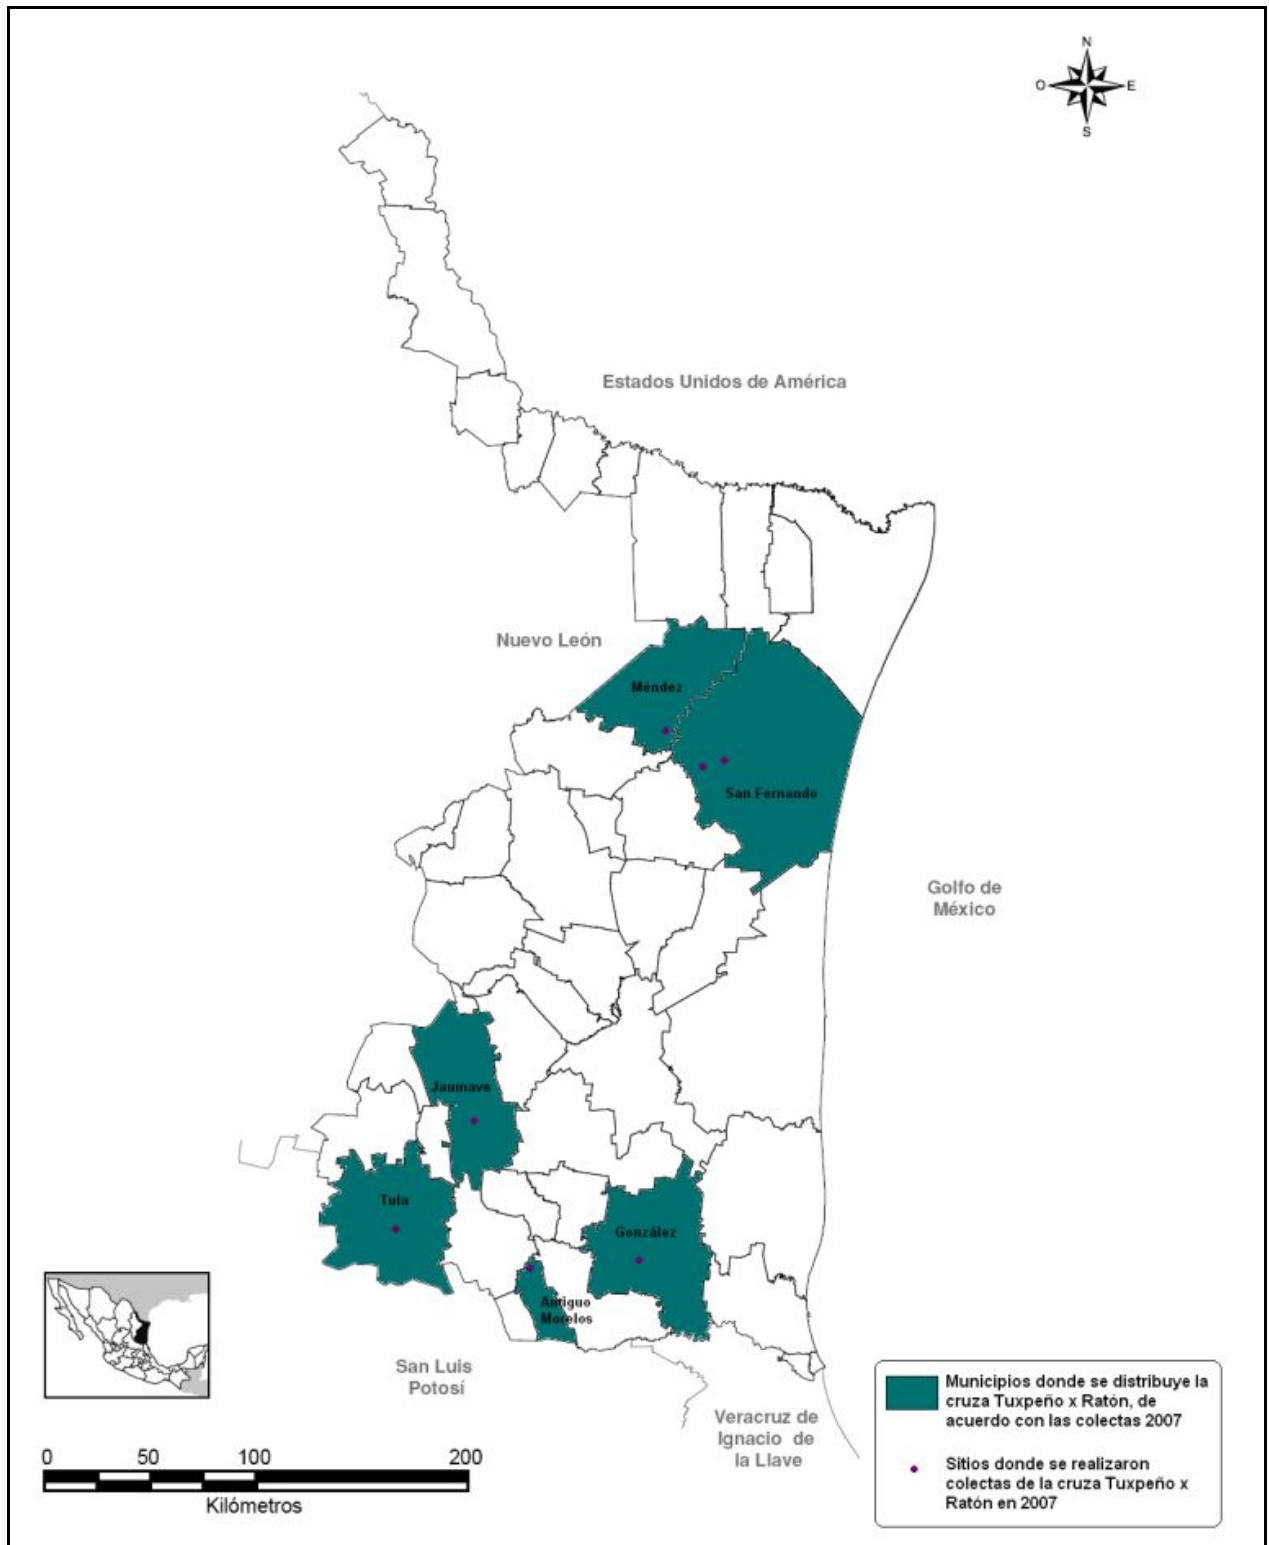 N
O
E
S
Estados Unidos de América
Nuevo León
Méndez
San Fernando
Golfo de
México
Jaumave
Tula
González
Antiguo
Morelos
San Luis
Potosí
Veracruz de
Ignacio de
la Llave
Municipios donde se distribuye la
cruza Tuxpeño x Ratón, de
acuerdo con las colectas 2007
Sitios donde se realizaron
colectas de la cruza Tuxpeño x
Ratón en 2007
0 50 100 200
Kilómetros